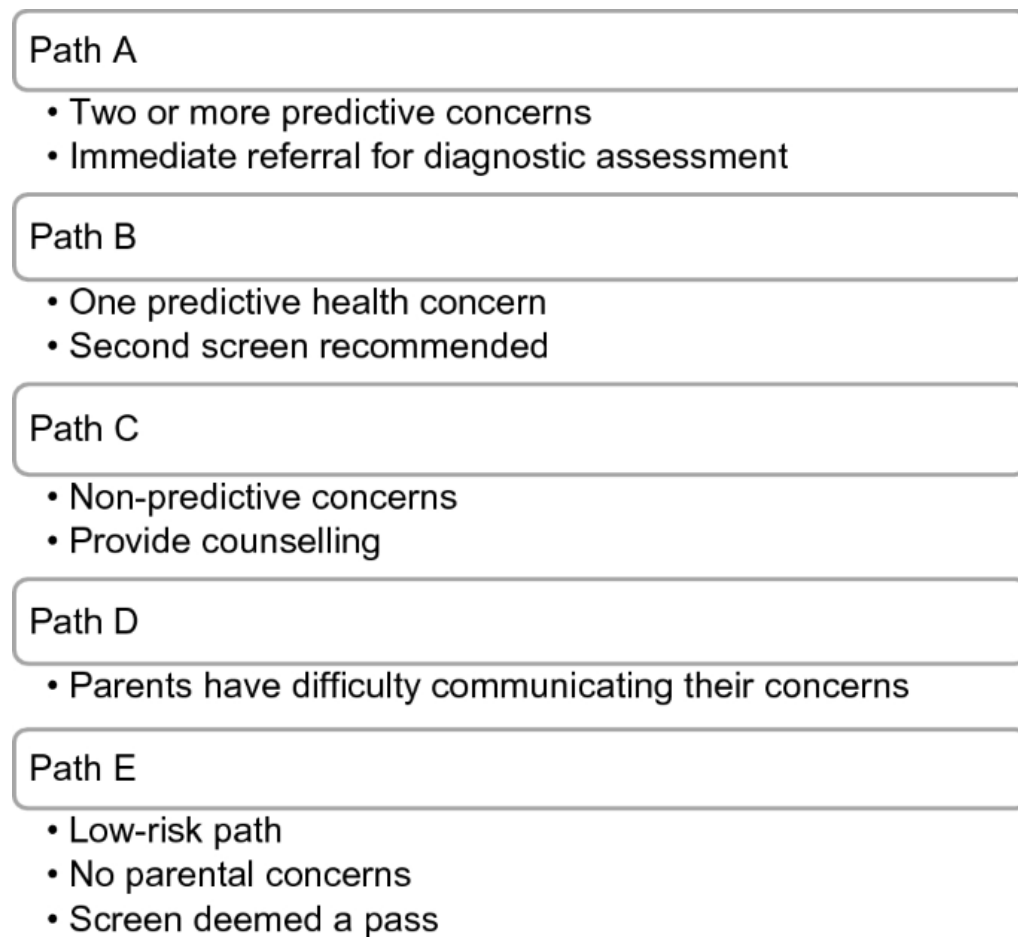 Path A
• Two or more predictive concerns
• Immediate referral for diagnostic assessment
Path B
• One predictive health concern
• Second screen recommended
Path C
• Non-predictive concerns
• Provide counselling
Path D
• Parents have difficulty communicating their concerns
Path E
• Low-risk path
• No parental concerns
• Screen deemed a pass